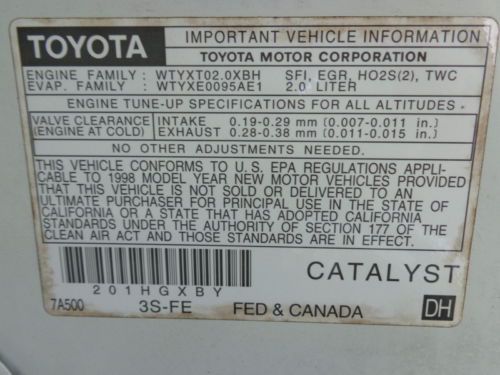 TOYOTA
IMPORTANT VEHICLE INFORMATION
TOYOTA MOTOR CORPORATION
ENGINE FAMILY : WTYXT02.0XBH SFI, EGR, HO2S(2), TWC
EVAP. FAMILY : WTYXE0095AE1 2.0 LITER
ENGINE TUNE-UP SPECIFICATIONS FOR ALL ALTITUDES
VALVE CLEARANCE INTAKE 0.19-0.29 mm (0.007-0.011 in.)
(ENGINE AT COLD) EXHAUST 0.28-0.38 mm (0.011-0.015 in.)
NO OTHER ADJUSTMENTS NEEDED.
THIS VEHICLE CONFORMS TO U.S. EPA REGULATIONS APPLI-
CABLE TO 1998 MODEL YEAR NEW MOTOR VEHICLES PROVIDED
THAT THIS VEHICLE IS NOT SOLD OR DELIVERED TO AN
ULTIMATE PURCHASER FOR PRINCIPAL USE IN THE STATE OF
CALIFORNIA OR A STATE THAT HAS ADOPTED CALIFORNIA
STANDARDS UNDER THE AUTHORITY OF SECTION 177 OF THE
CLEAN AIR ACT AND THOSE STANDARDS ARE IN EFFECT.
201HGXBY
CATALYST
7A500 3S-FE FED & CANADA DH